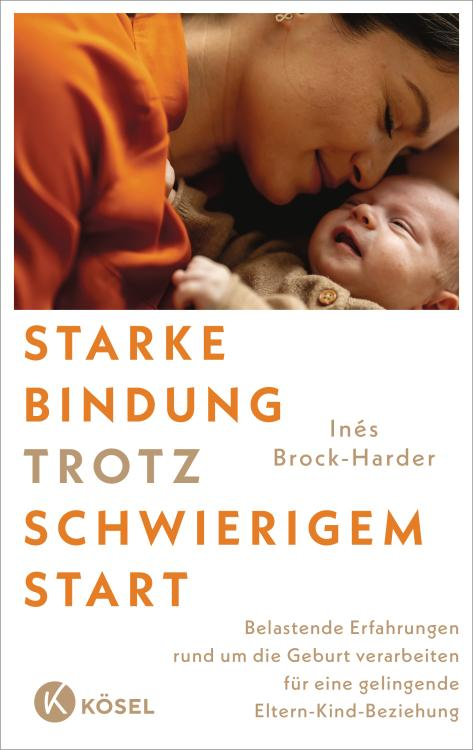 STARKE
BINDUNG
TROTZ
SCHWIERIGEM
START
Inés
Brock-Harder
Belastende Erfahrungen
rund um die Geburt verarbeiten
für eine gelingende
Eltern-Kind-Beziehung
K KÖSEL